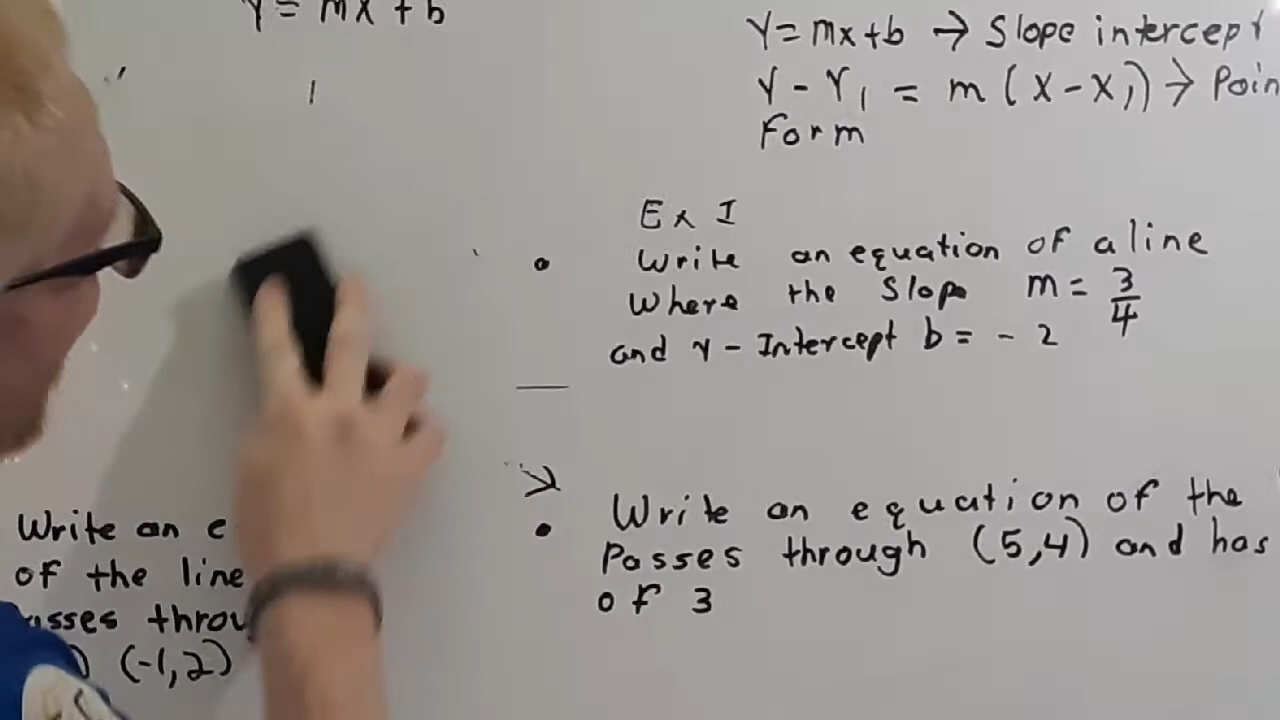 Y = mx + b
Y = mx + b → Slope intercept
Y - Y₁ = m (x - x₁) → Poin
Form
Ex I
Write an equation of a line
Where the Slope m = 3/4
and Y - Intercept b = - 2
Write an equation of the
Passes through (5,4) and has
of 3
Write an e
of the line
asses throu
(-1,2)